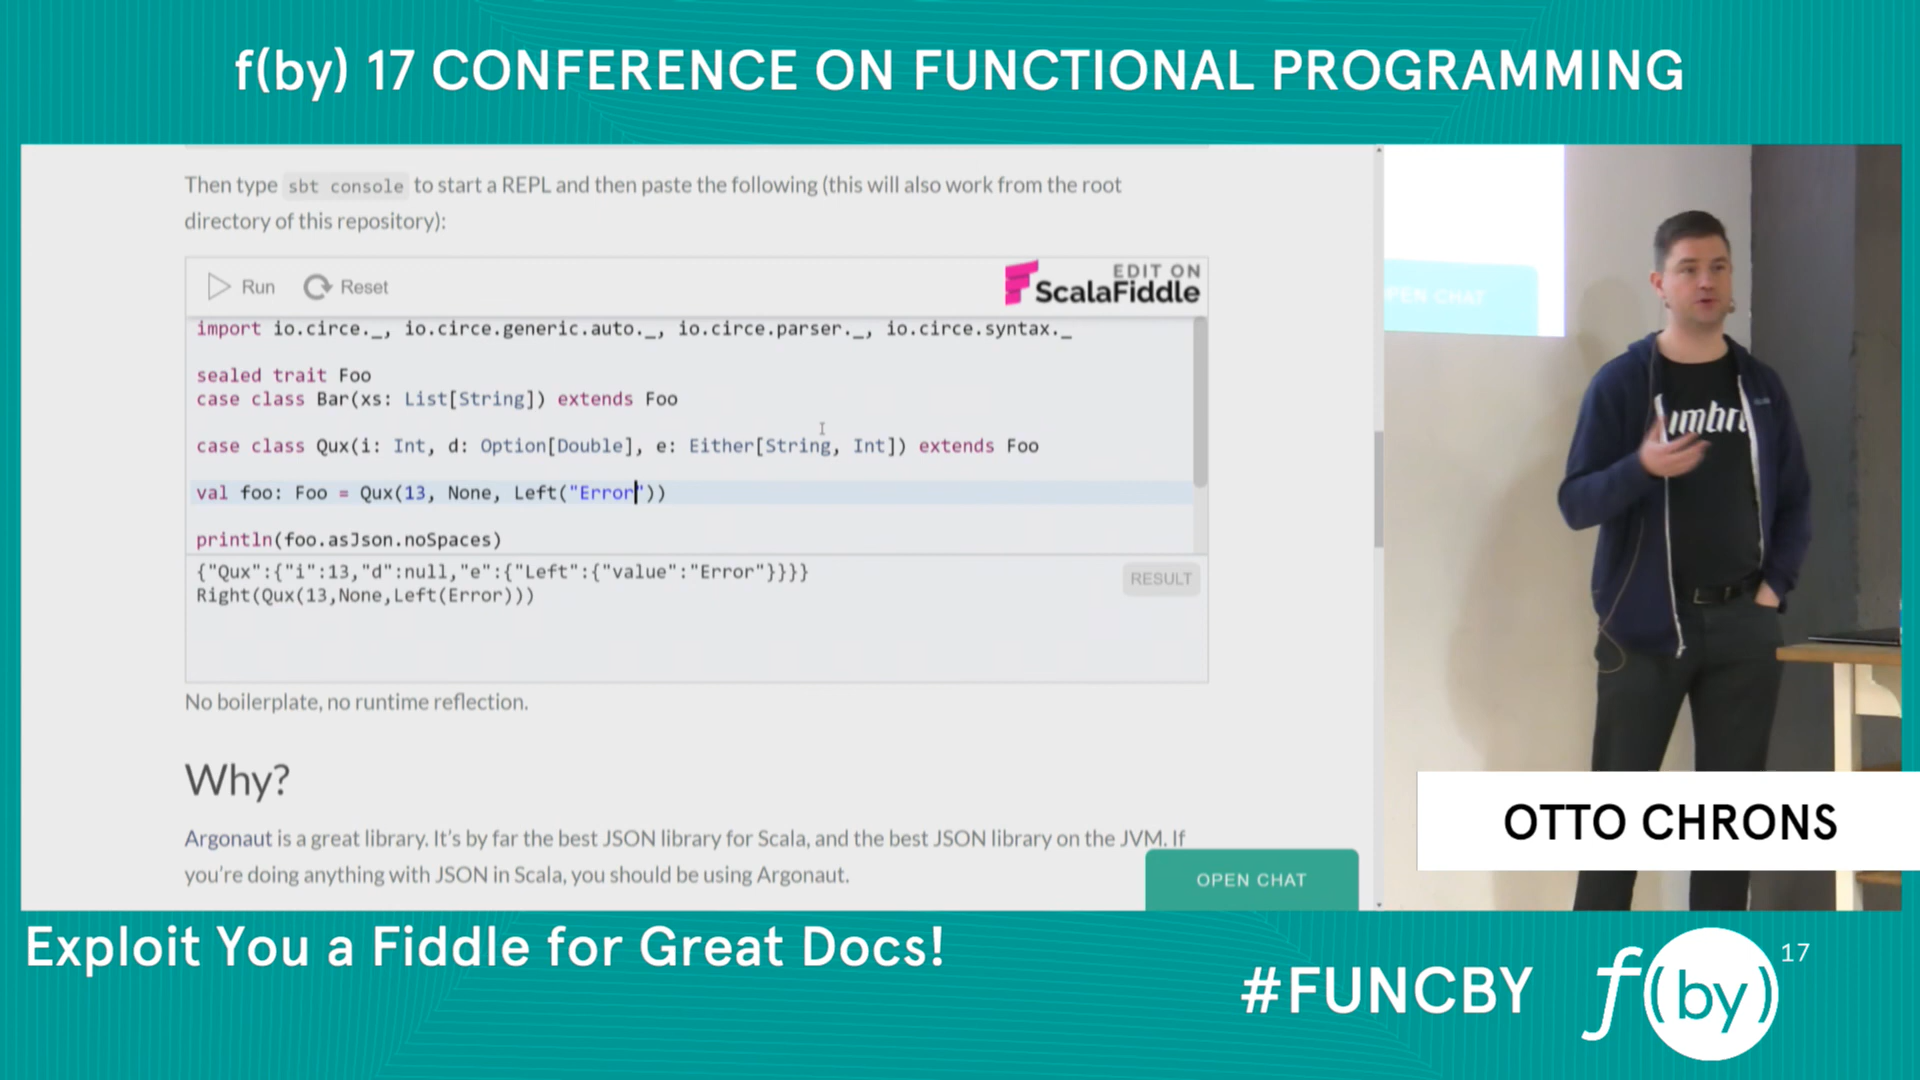 f(by) 17 CONFERENCE ON FUNCTIONAL PROGRAMMING
Then type sbt console to start a REPL and then paste the following (this will also work from the root
directory of this repository):
Run Reset
EDIT ON
ScalaFiddle
import io.circe._, io.circe.generic.auto._, io.circe.parser._, io.circe.syntax._
sealed trait Foo
case class Bar(xs: List[String]) extends Foo
case class Qux(i: Int, d: Option[Double], e: Either[String, Int]) extends Foo
val foo: Foo = Qux(13, None, Left("Error"))
println(foo.asJson.noSpaces)
{"Qux":{"i":13,"d":null,"e":{"Left":{"value":"Error"}}}}
Right(Qux(13,None,Left(Error)))
RESULT
No boilerplate, no runtime reflection.
Why?
Argonaut is a great library. It's by far the best JSON library for Scala, and the best JSON library on the JVM. If
you're doing anything with JSON in Scala, you should be using Argonaut.
OPEN CHAT
OPEN CHAT
OTTO CHRONS
Exploit You a Fiddle for Great Docs!
#FUNCBY
f(by) 17